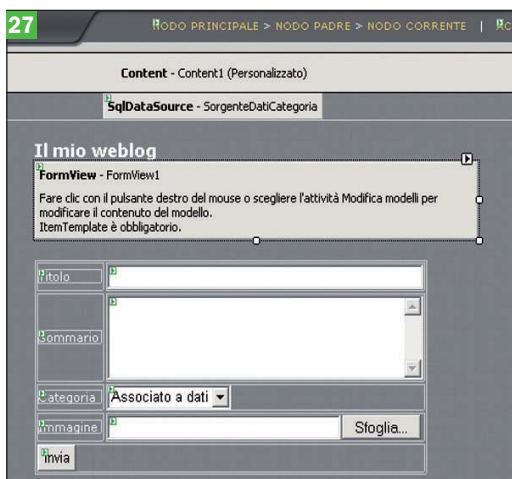 27
NODO PRINCIPALE > NODO PADRE > NODO CORRENTE |
Content - Content1 (Personalizzato)
SqlDataSource - SorgenteDatiCategoria
Il mio weblog
FormView - FormView1
Fare clic con il pulsante destro del mouse o scegliere l'attività Modifica modelli per
modificare il contenuto del modello.
ItemTemplate è obbligatorio.
Titolo
Sommario
Categoria Associato a dati
Immagine Sfoglia...
Invia